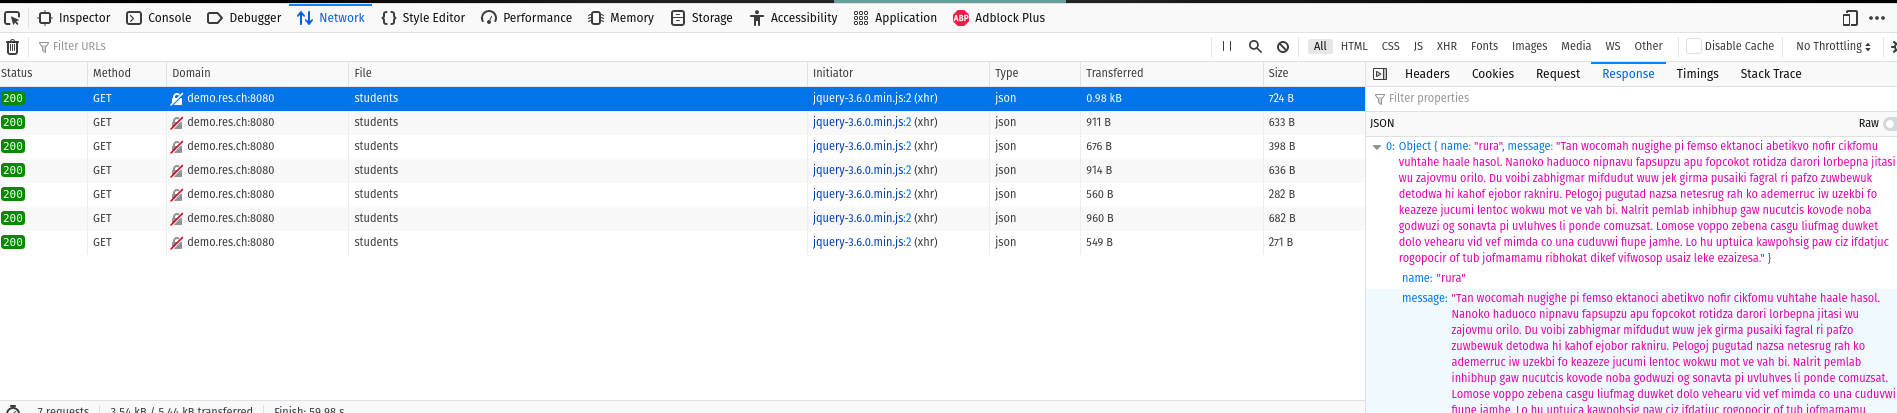 Inspector Console Debugger Network Style Editor Performance Memory Storage Accessibility Application ABP Adblock Plus
Filter URLs All HTML CSS JS XHR Fonts Images Media WS Other Disable Cache No Throttling
Status Method Domain File Initiator Type Transferred Size
200 GET demo.res.ch:8080 students jquery-3.6.0.min.js:2 (xhr) json 0.98 kB 724 B
200 GET demo.res.ch:8080 students jquery-3.6.0.min.js:2 (xhr) json 911 B 633 B
200 GET demo.res.ch:8080 students jquery-3.6.0.min.js:2 (xhr) json 676 B 398 B
200 GET demo.res.ch:8080 students jquery-3.6.0.min.js:2 (xhr) json 914 B 636 B
200 GET demo.res.ch:8080 students jquery-3.6.0.min.js:2 (xhr) json 560 B 282 B
200 GET demo.res.ch:8080 students jquery-3.6.0.min.js:2 (xhr) json 960 B 682 B
200 GET demo.res.ch:8080 students jquery-3.6.0.min.js:2 (xhr) json 549 B 271 B
7 requests 3.54 kB / 5.44 kB transferred Finish: 59.98 s
Headers Cookies Request Response Timings Stack Trace
Filter properties
JSON Raw
0: Object { name: "rura", message: "Tan wocomah nugighe pi femso ektanoci abetikvo nofir cikfomu
vuhtahe haale hasol. Nanoko haduoco nipnavu fapsupzu apu fopcokot rotidza darori lorbepna jitasi
wu zajovmu orilo. Du voibi zabhigmar mifdudut wuw jek girma pusaiki fagral ri pafzo zuwbewuk
detodwa hi kahof ejobor rakniru. Pelogoj pugutad nazsa netesrug rah ko ademerruc iw uzekbi fo
keazeze jucumi lentoc wokwu mot ve vah bi. Nalrit pemlab inhibhup gaw nucutcis kovode noba
godwuzi og sonavta pi uvluhves li ponde comuzsat. Lomose voppo zebena casgu liufmag duwket
dolo vehearu vid vef mimda co una cuduvwi fiupe jamhe. Lo hu uptuica kawpohsig paw ciz ifdatjuc
rogopocir of tub jofmamamu ribhokat dikef vifwosop usaiz leke ezaizesa." }
name: "rura"
message: "Tan wocomah nugighe pi femso ektanoci abetikvo nofir cikfomu vuhtahe haale hasol.
Nanoko haduoco nipnavu fapsupzu apu fopcokot rotidza darori lorbepna jitasi wu
zajovmu orilo. Du voibi zabhigmar mifdudut wuw jek girma pusaiki fagral ri pafzo
zuwbewuk detodwa hi kahof ejobor rakniru. Pelogoj pugutad nazsa netesrug rah ko
ademerruc iw uzekbi fo keazeze jucumi lentoc wokwu mot ve vah bi. Nalrit pemlab
inhibhup gaw nucutcis kovode noba godwuzi og sonavta pi uvluhves li ponde comuzsat.
Lomose voppo zebena casgu liufmag duwket dolo vehearu vid vef mimda co una cuduvwi
fiupe jamhe. Lo hu uptuica kawpohsig paw ciz ifdatjuc rogopocir of tub jofmamamu